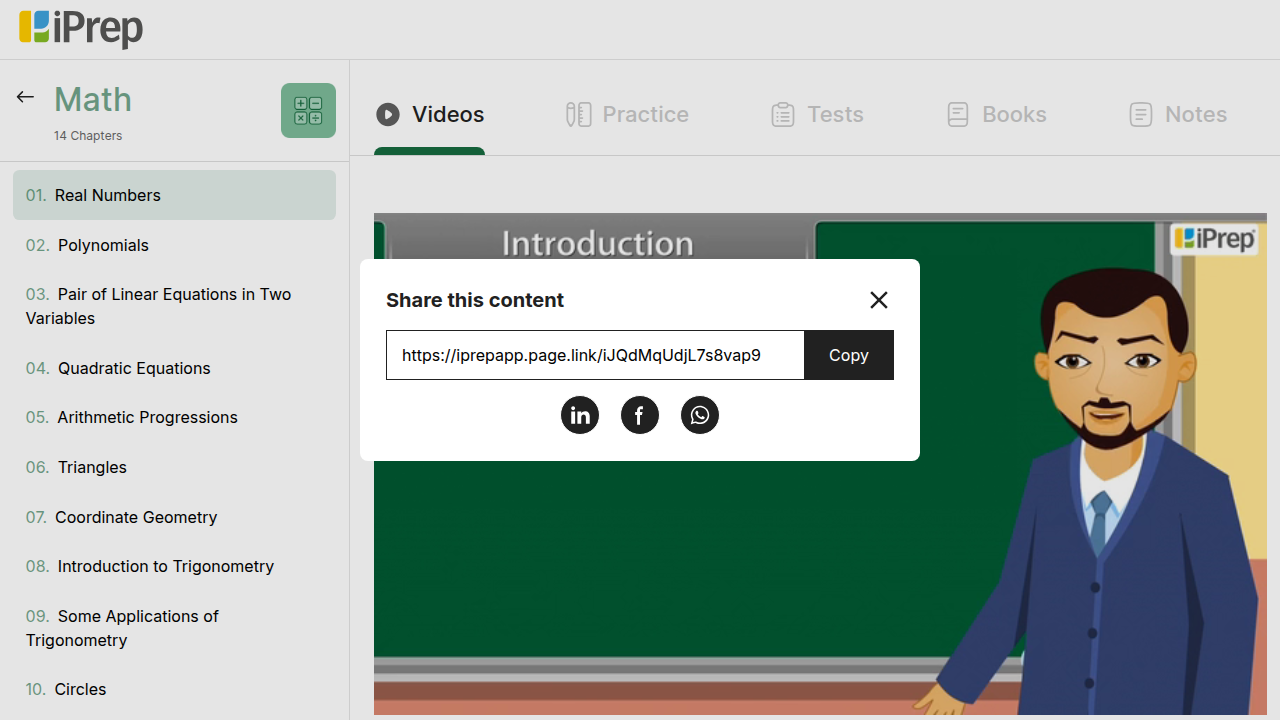 iPrep
Math
14 Chapters
Videos
Practice
Tests
Books
Notes
01. Real Numbers
02. Polynomials
03. Pair of Linear Equations in Two
Variables
04. Quadratic Equations
05. Arithmetic Progressions
06. Triangles
07. Coordinate Geometry
08. Introduction to Trigonometry
09. Some Applications of
Trigonometry
10. Circles
Introduction
iPrep
Share this content
https://iprepapp.page.link/iJQdMqUdjL7s8vap9
Copy